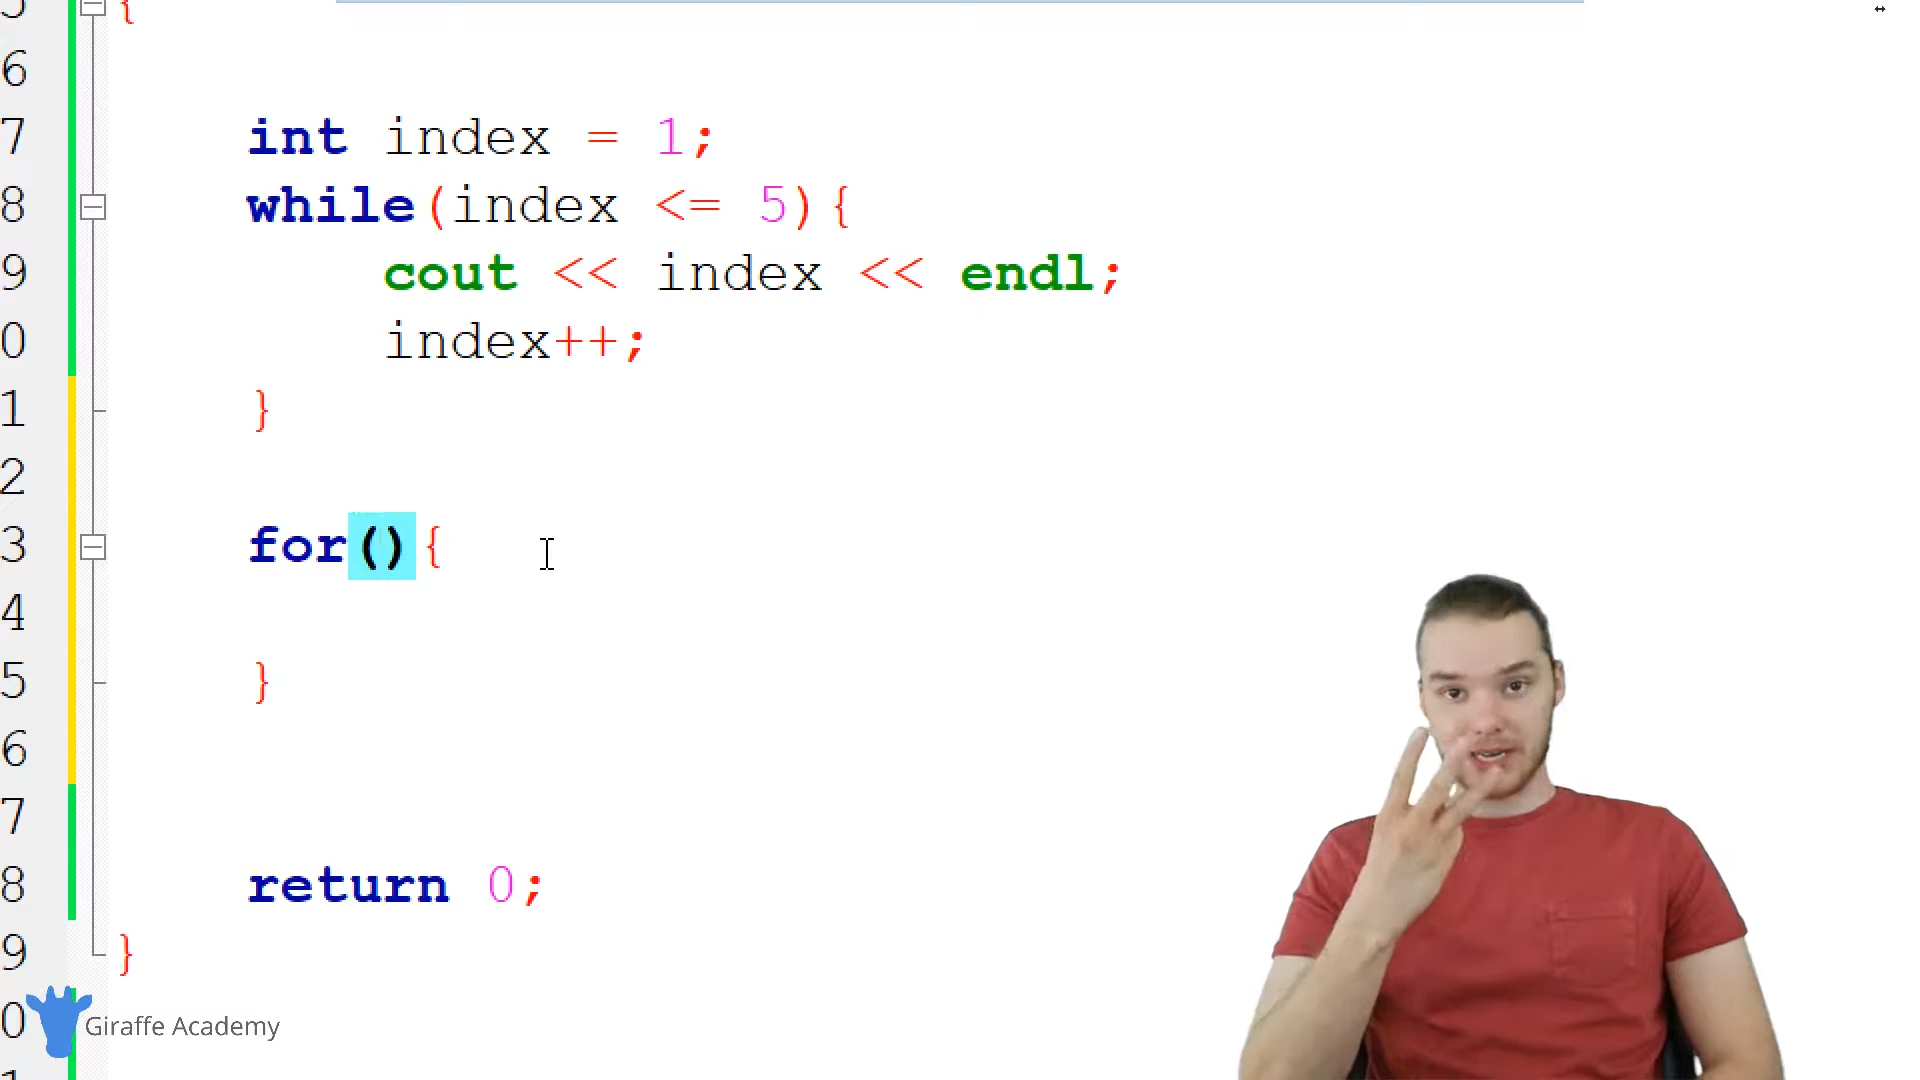 5 {
6
7 int index = 1;
8 while(index <= 5){
9 cout << index << endl;
0 index++;
1 }
2
3 for(){
4
5 }
6
7
8 return 0;
9 }
0
Giraffe Academy